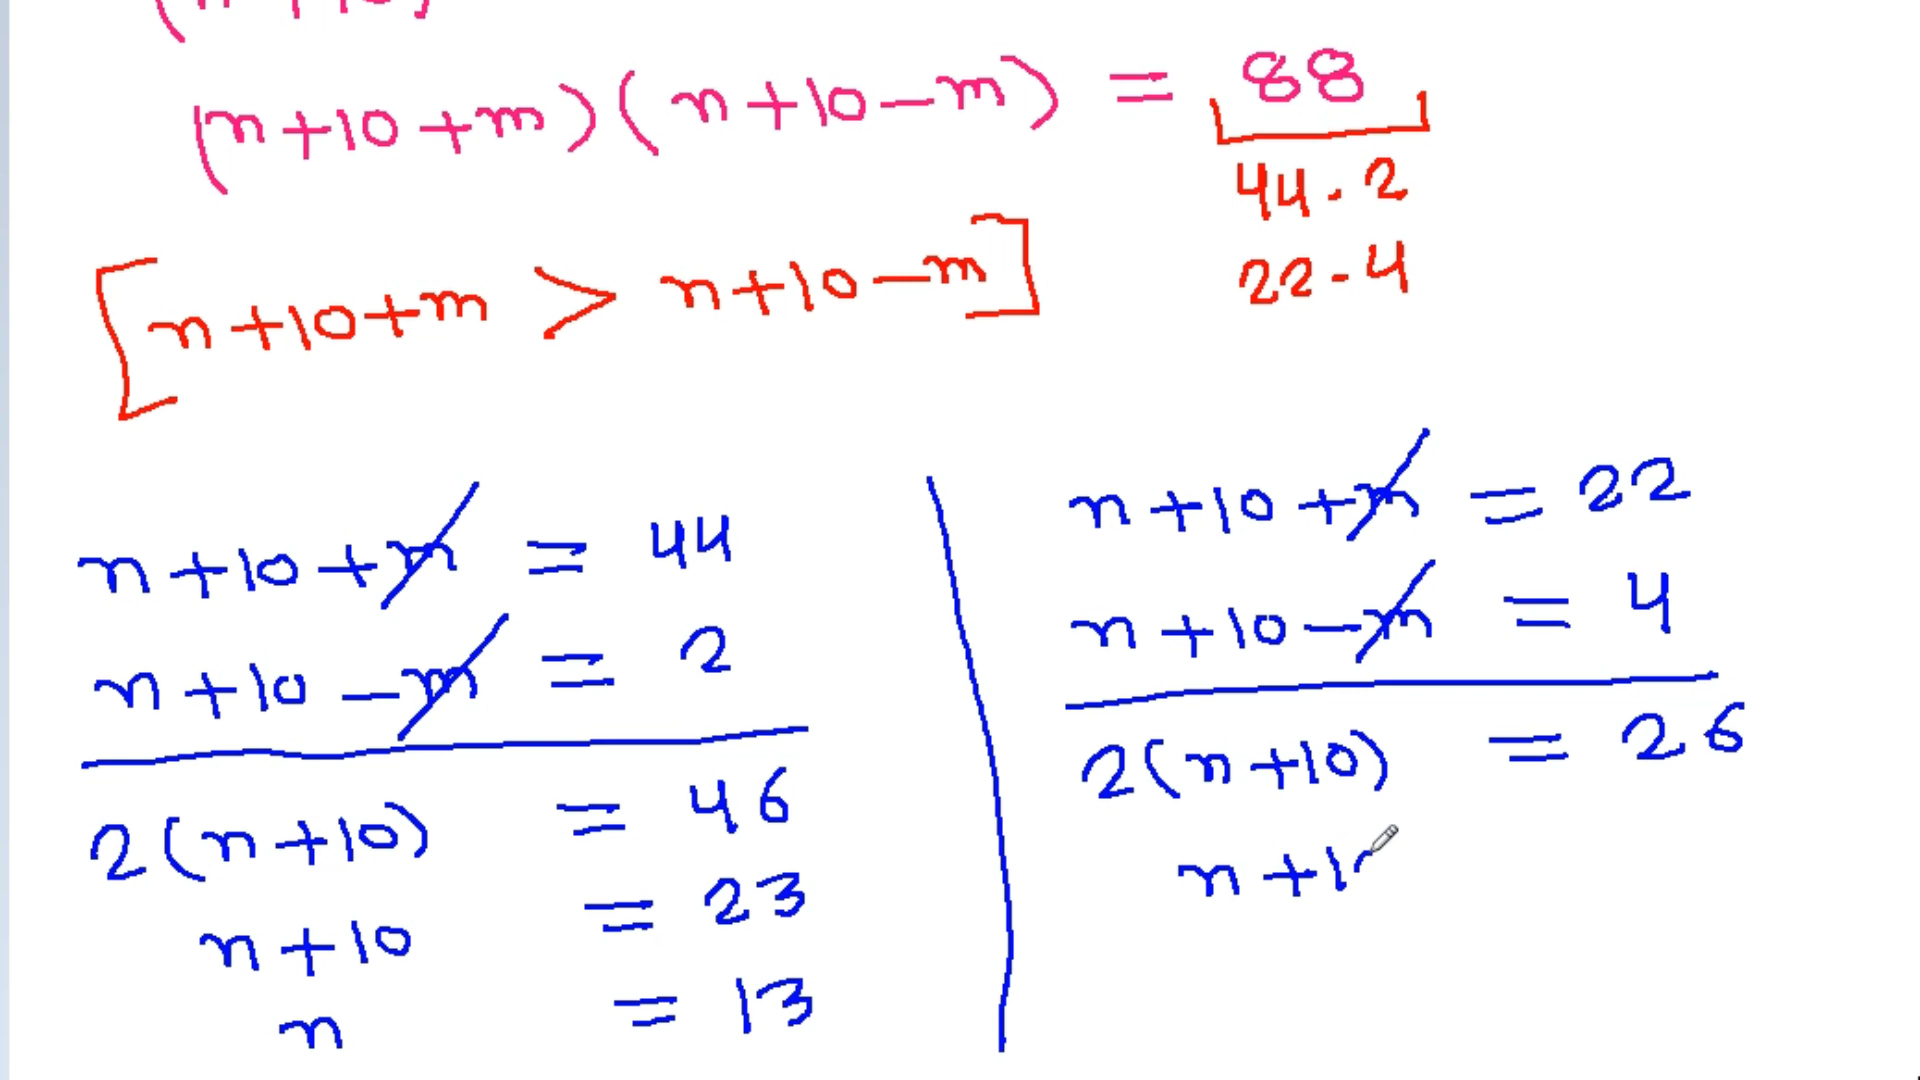 (n+10+m)(n+10-m) = 88
44.2
22.4
[n+10+m > n+10-m]
n+10+m = 44
n+10-m = 2
2(n+10) = 46
n+10 = 23
n = 13
n+10+m = 22
n+10-m = 4
2(n+10) = 26
n+1